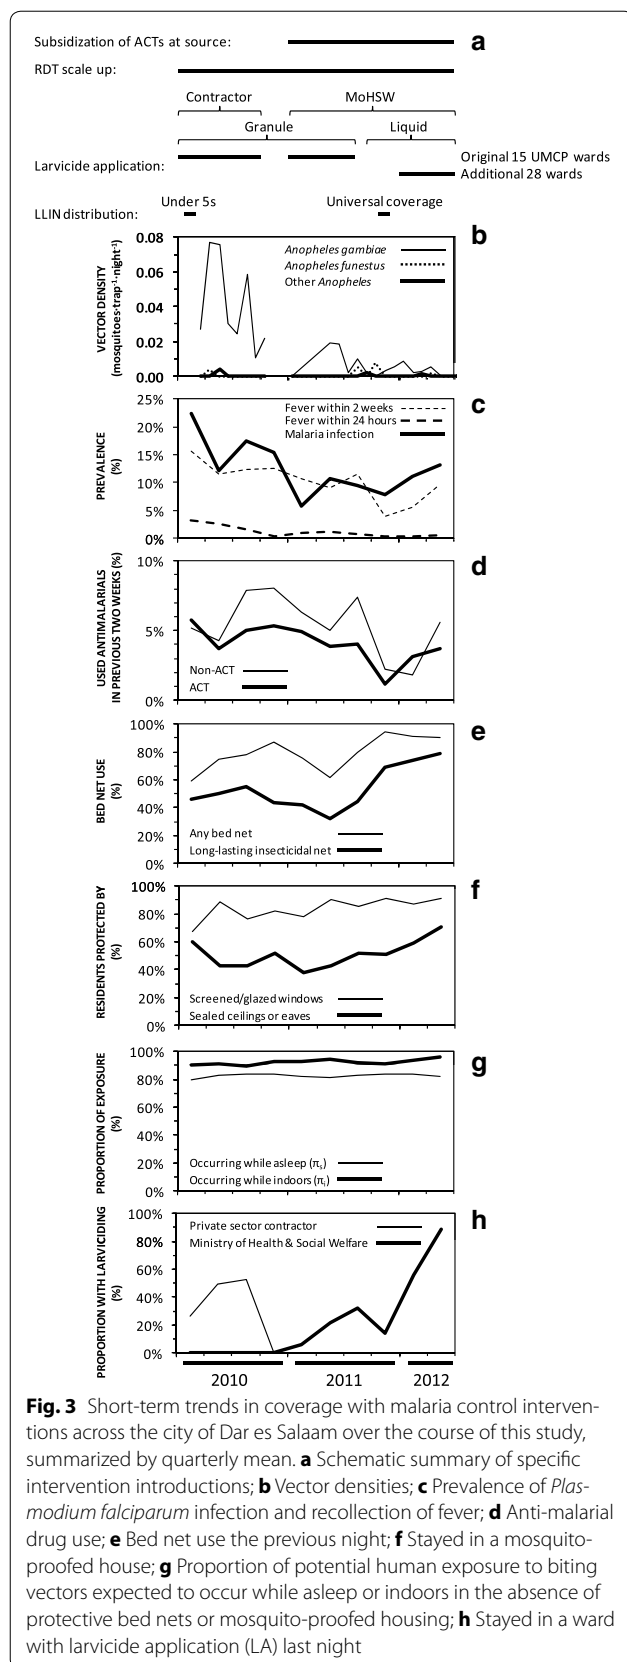 Subsidization of ACTs at source:
a
RDT scale up:
Contractor MoHSW
Granule Liquid
Larvicide application:
Original 15 UMCP wards
Additional 28 wards
Under 5s Universal coverage
LLIN distribution:
b
VECTOR DENSITY
(mosquitoes·trap⁻¹·night⁻¹)
0.08
0.06
0.04
0.02
0.00
Anopheles gambiae
Anopheles funestus
Other Anopheles
c
PREVALENCE
(%)
25%
20%
15%
10%
5%
0%
Fever within 2 weeks
Fever within 24 hours
Malaria infection
d
USED ANTIMALARIALS
IN PREVIOUS TWO WEEKS (%)
10%
5%
0%
Non-ACT
ACT
e
BED NET USE
(%)
100%
80%
60%
40%
20%
0%
Any bed net
Long-lasting insecticidal net
f
RESIDENTS PROTECTED BY
(%)
100%
80%
60%
40%
20%
0%
Screened/glazed windows
Sealed ceilings or eaves
g
PROPORTION OF EXPOSURE
(%)
100%
80%
60%
40%
20%
0%
Occurring while asleep (πₛ)
Occurring while indoors (πᵢ)
h
PROPORTION WITH LARVICIDING
(%)
100%
80%
60%
40%
20%
0%
Private sector contractor
Ministry of Health & Social Welfare
2010 2011 2012
Fig. 3 Short-term trends in coverage with malaria control interven-
tions across the city of Dar es Salaam over the course of this study,
summarized by quarterly mean. a Schematic summary of specific
intervention introductions; b Vector densities; c Prevalence of Plas-
modium falciparum infection and recollection of fever; d Anti-malarial
drug use; e Bed net use the previous night; f Stayed in a mosquito-
proofed house; g Proportion of potential human exposure to biting
vectors expected to occur while asleep or indoors in the absence of
protective bed nets or mosquito-proofed housing; h Stayed in a ward
with larvicide application (LA) last night